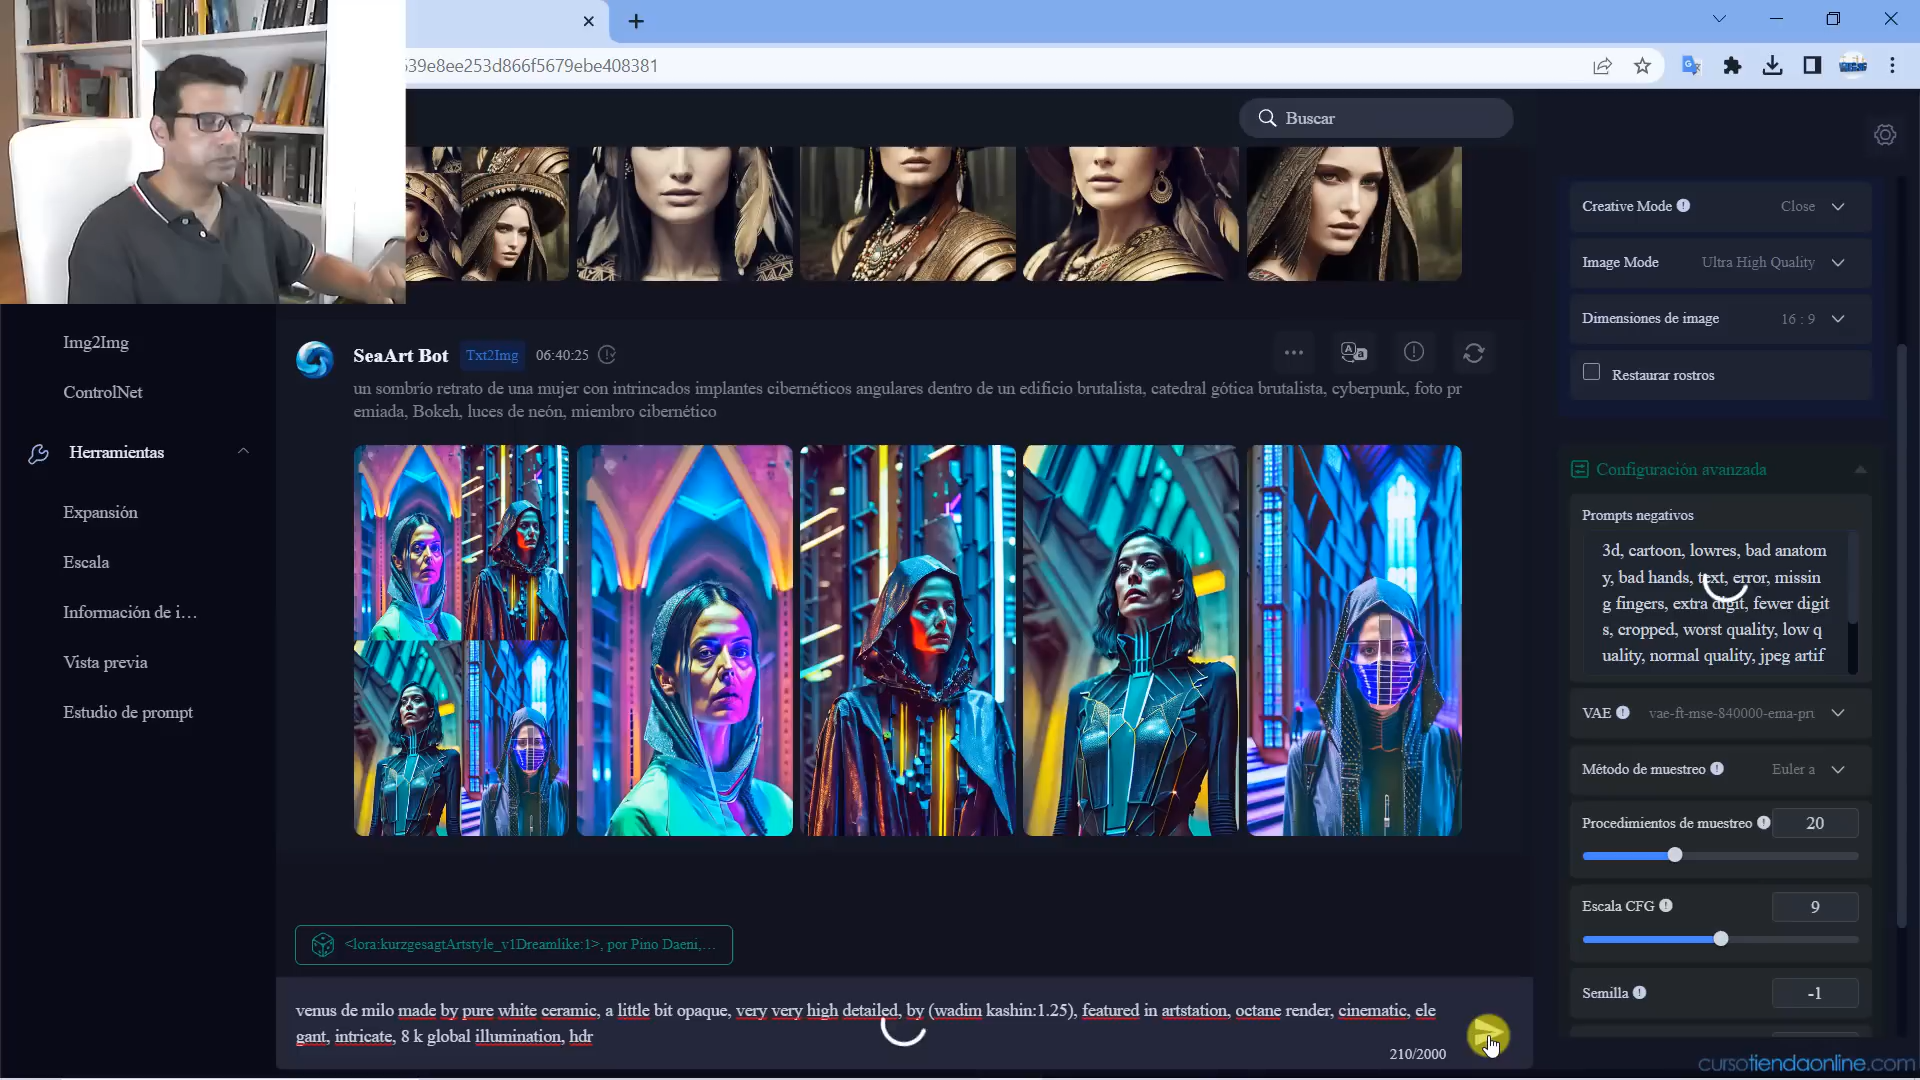 539e8ee253d866f5679ebe408381
Buscar
Creative Mode
Close
Image Mode
Ultra High Quality
Dimensiones de image
16 : 9
Restaurar rostros
Img2Img
ControlNet
Herramientas
Expansión
Escala
Información de i...
Vista previa
Estudio de prompt
SeaArt Bot
Txt2Img
06:40:25
un sombrio retrato de una mujer con intrincados implantes cibernéticos angulares dentro de un edificio brutalista, catedral gótica brutalista, cyberpunk, foto pr
emiada, Bokeh, luces de neón, miembro cibernético
Configuración avanzada
Prompts negativos
3d, cartoon, lowres, bad anatom
y, bad hands, text, error, missin
g fingers, extra digit, fewer digit
s, cropped, worst quality, low q
uality, normal quality, jpeg artif
VAE
vae-ft-mse-840000-ema-pru
Método de muestreo
Euler a
Procedimientos de muestreo
20
Escala CFG
9
Semilla
-1
<lora:kurzgesagtArtstyle_v1Dreamlike:1>, por Pino Daeni,...
venus de milo made by pure white ceramic, a little bit opaque, very very high detailed, by (wadim kashin:1.25), featured in artstation, octane render, cinematic, ele
gant, intricate, 8 k global illumination, hdr
210/2000
cursotiendaonline.com